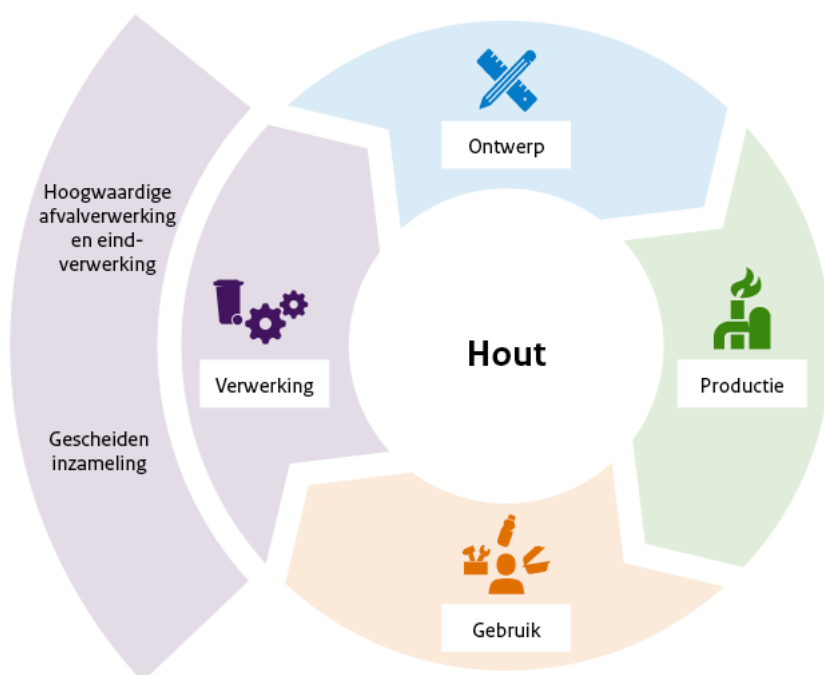 Ontwerp
Hoogwaardige
afvalverwerking
en eind-
verwerking
Hout
Verwerking
Productie
Gescheiden
inzameling
Gebruik